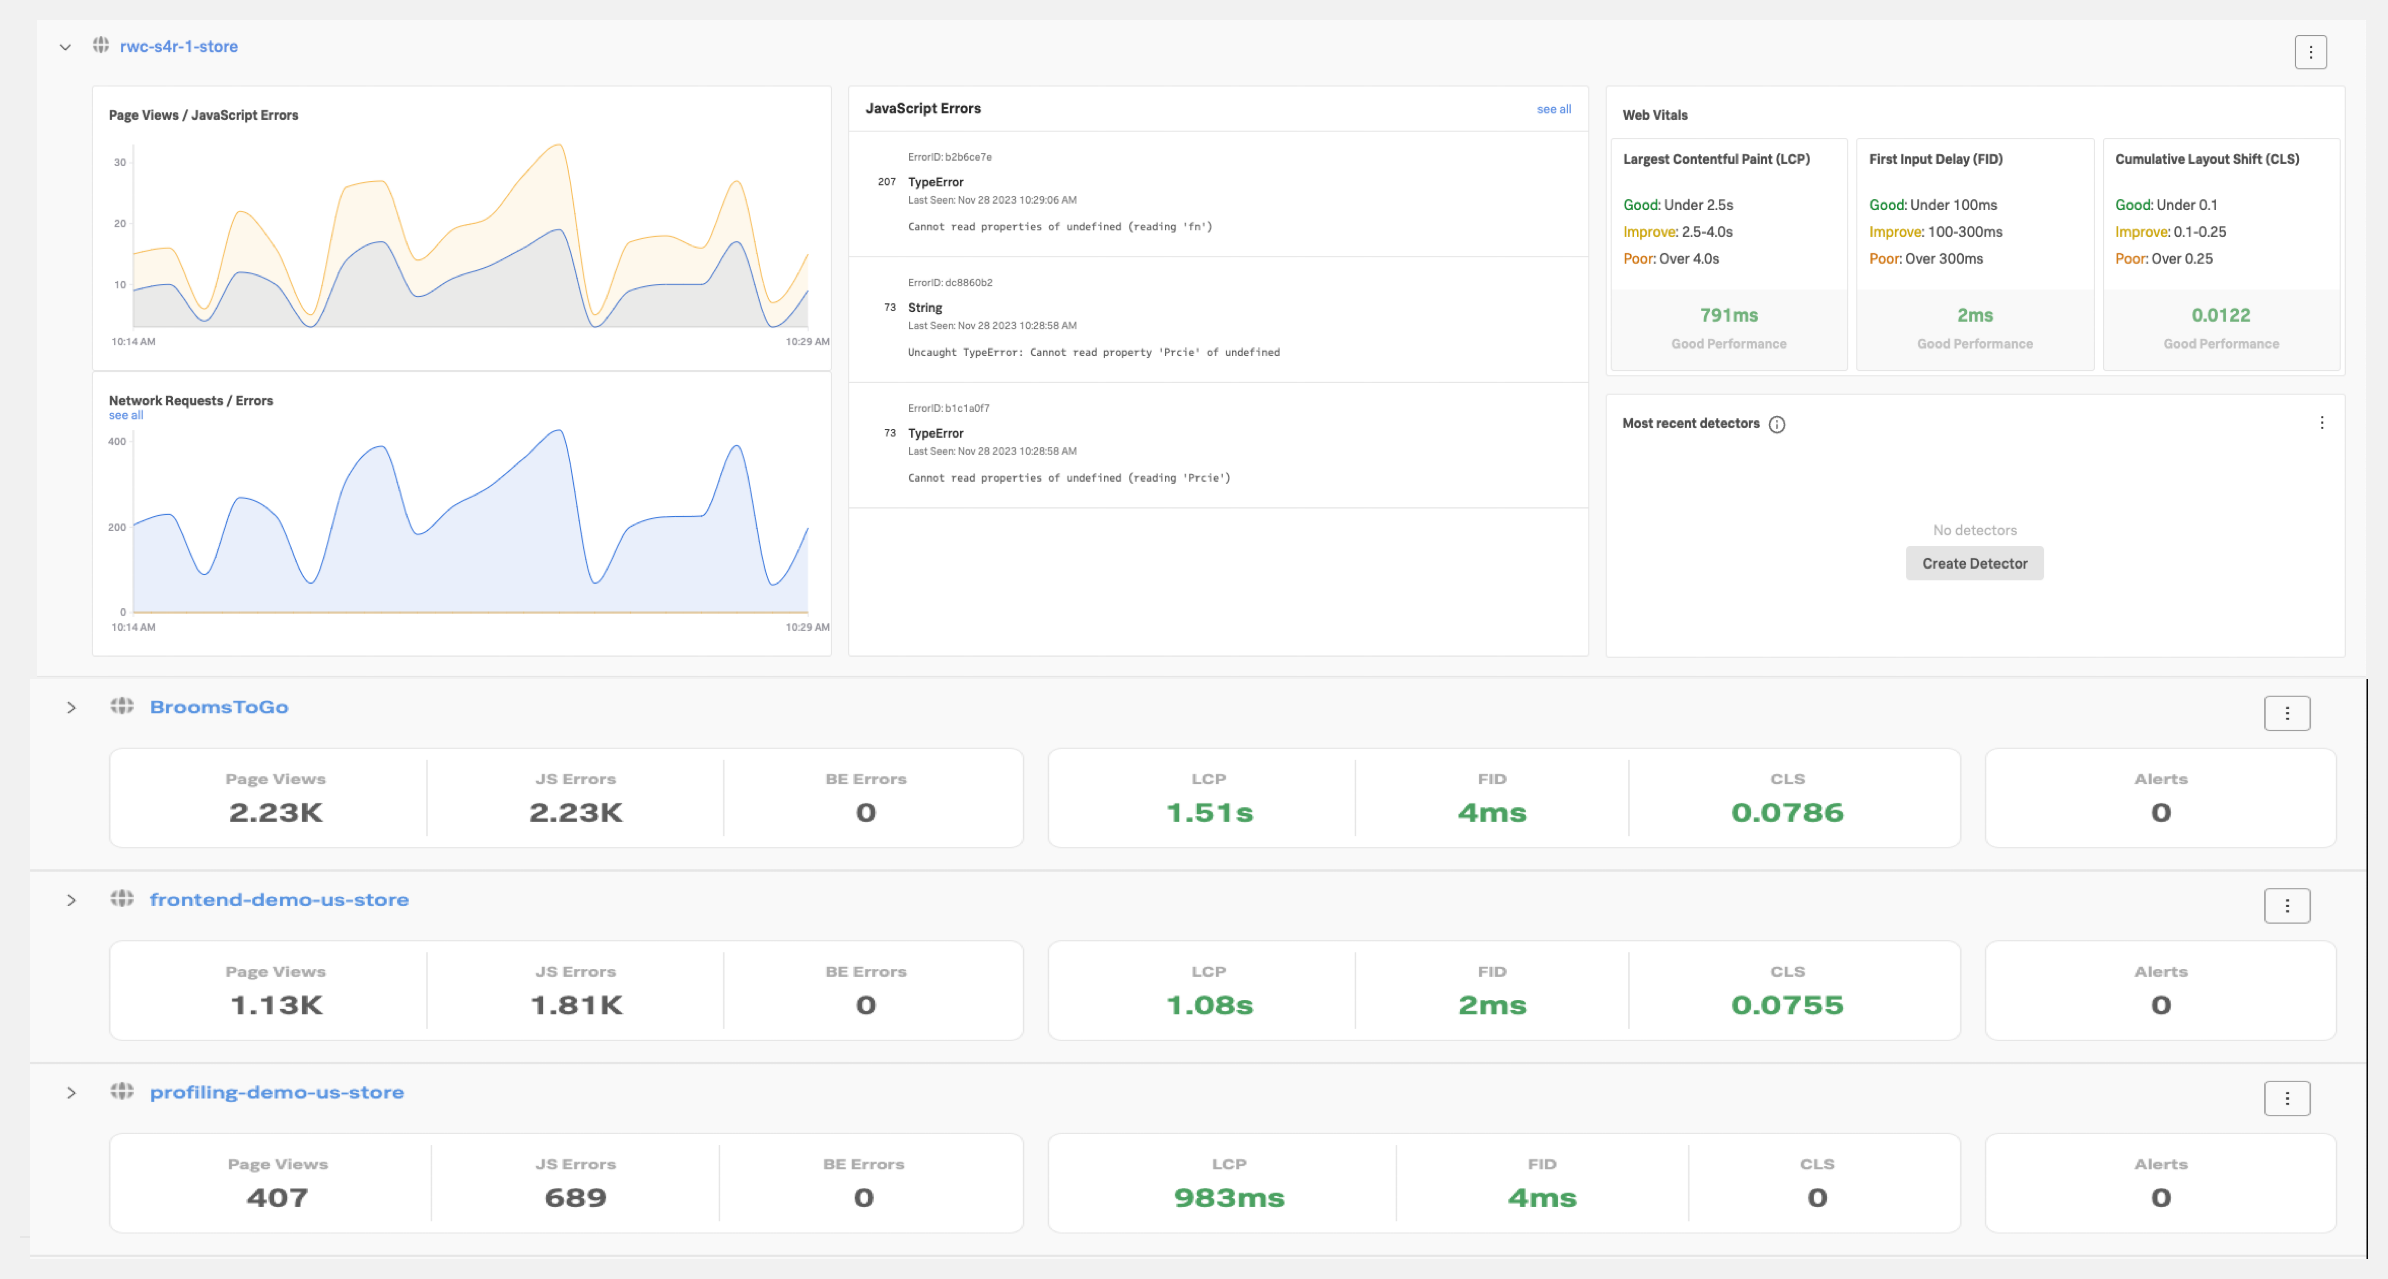 rwc-s4r-1-store
Page Views / JavaScript Errors
30
20
10
10:14 AM
10:29 AM
Network Requests / Errors
see all
400
200
0
10:14 AM
10:29 AM
JavaScript Errors
see all
ErrorID: b2b6ce7e
207
TypeError
Last Seen: Nov 28 2023 10:29:06 AM
Cannot read properties of undefined (reading 'fn')
ErrorID: dc8860b2
73
String
Last Seen: Nov 28 2023 10:28:58 AM
Uncaught TypeError: Cannot read property 'Prcie' of undefined
ErrorID: b1c1a0f7
73
TypeError
Last Seen: Nov 28 2023 10:28:58 AM
Cannot read properties of undefined (reading 'Prcie')
Web Vitals
Largest Contentful Paint (LCP)
Good: Under 2.5s
Improve: 2.5-4.0s
Poor: Over 4.0s
791ms
Good Performance
First Input Delay (FID)
Good: Under 100ms
Improve: 100-300ms
Poor: Over 300ms
2ms
Good Performance
Cumulative Layout Shift (CLS)
Good: Under 0.1
Improve: 0.1-0.25
Poor: Over 0.25
0.0122
Good Performance
Most recent detectors
No detectors
Create Detector
BroomsToGo
Page Views
2.23K
JS Errors
2.23K
BE Errors
0
LCP
1.51s
FID
4ms
CLS
0.0786
Alerts
0
frontend-demo-us-store
Page Views
1.13K
JS Errors
1.81K
BE Errors
0
LCP
1.08s
FID
2ms
CLS
0.0755
Alerts
0
profiling-demo-us-store
Page Views
407
JS Errors
689
BE Errors
0
LCP
983ms
FID
4ms
CLS
0
Alerts
0